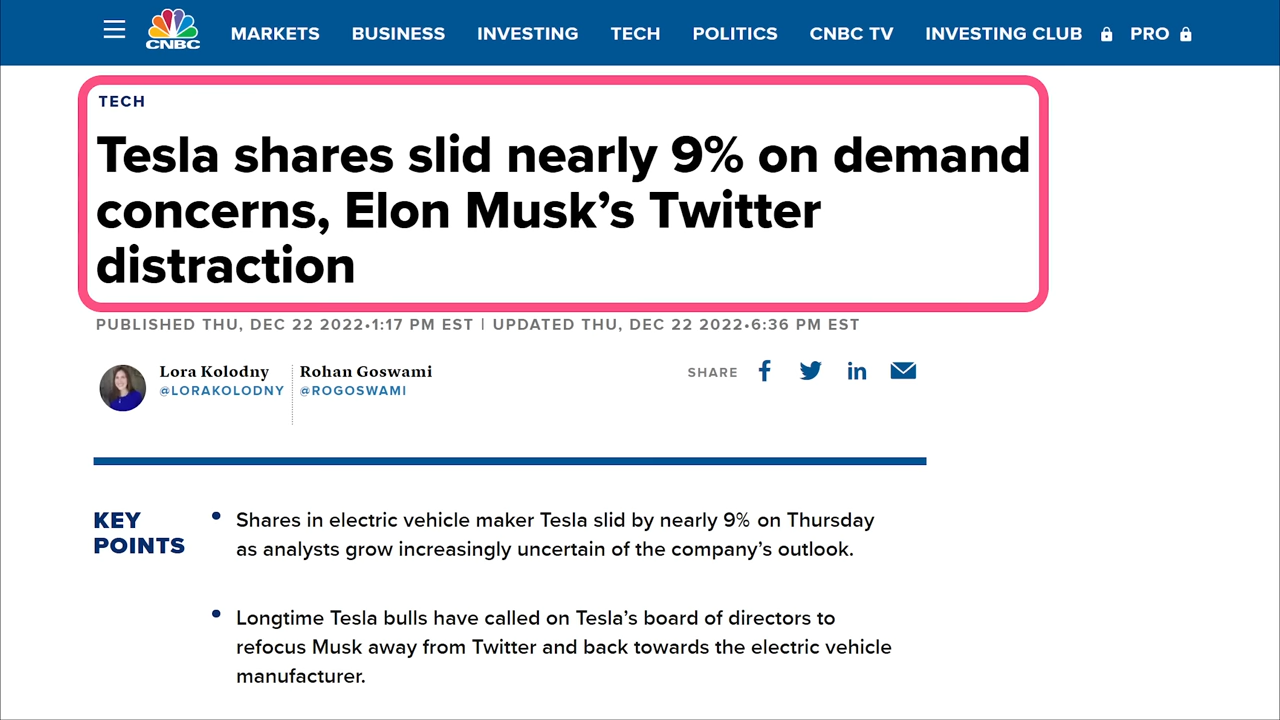 CNBC
MARKETS BUSINESS INVESTING TECH POLITICS CNBC TV INVESTING CLUB PRO
TECH
Tesla shares slid nearly 9% on demand
concerns, Elon Musk’s Twitter
distraction
PUBLISHED THU, DEC 22 2022•1:17 PM EST | UPDATED THU, DEC 22 2022•6:36 PM EST
Lora Kolodny
@LORAKOLODNY
Rohan Goswami
@ROGOSWAMI
SHARE
KEY
POINTS
Shares in electric vehicle maker Tesla slid by nearly 9% on Thursday
as analysts grow increasingly uncertain of the company’s outlook.
Longtime Tesla bulls have called on Tesla’s board of directors to
refocus Musk away from Twitter and back towards the electric vehicle
manufacturer.